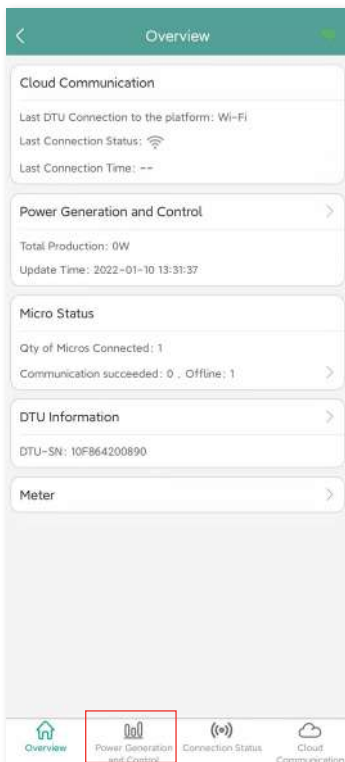 Overview
Cloud Communication
Last DTU Connection to the platform: Wi-Fi
Last Connection Status:
Last Connection Time: --
Power Generation and Control
Total Production: 0W
Update Time: 2022-01-10 13:31:37
Micro Status
Qty of Micros Connected: 1
Communication succeeded: 0 , Offline: 1
DTU Information
DTU-SN: 10F864200890
Meter
Overview
Power Generation
and Control
Connection Status
Cloud
Communication